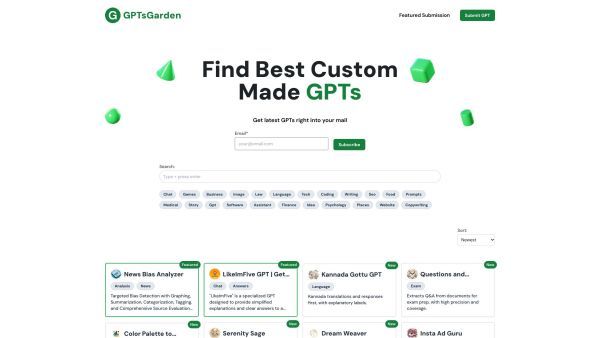 G GPTsGarden
Featured Submission
Submit GPT
Find Best Custom
Made GPTs
Get latest GPTs right into your mail
Email*
your@email.com
Subscribe
Search:
Type + press enter
Chat Games Business Image Law Language Tech Coding Writing Seo Food Prompts
Medical Story Gpt Software Assistant Finance Idea Psychology Places Website Copywriting
Sort:
Newest
Featured
News Bias Analyzer
Analysis News
Targeted Bias Detection with Graphing,
Summarization, Categorization, Tagging,
and Comprehensive Source Evaluation...
Featured
LikeImFive GPT | Get...
Chat Answers
"LikeImFive" is a specialized GPT
designed to provide simplified
explanations and clear answers to a...
New
Kannada Gottu GPT
Language
Kannada translations and responses
first, with explanatory labels.
New
Questions and...
Exam
Extracts Q&A from documents for
exam prep, with high precision and
coverage.
New
Color Palette to...
New
Serenity Sage
New
Dream Weaver
New
Insta Ad Guru